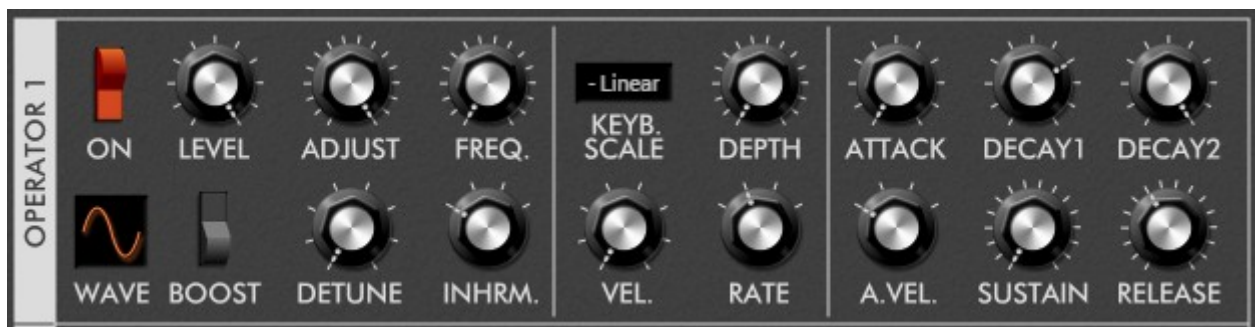 OPERATOR 1
ON
LEVEL
ADJUST
FREQ.
WAVE
BOOST
DETUNE
INHRM.
- Linear
KEYB.
SCALE
DEPTH
VEL.
RATE
ATTACK
DECAY1
DECAY2
A.VEL.
SUSTAIN
RELEASE